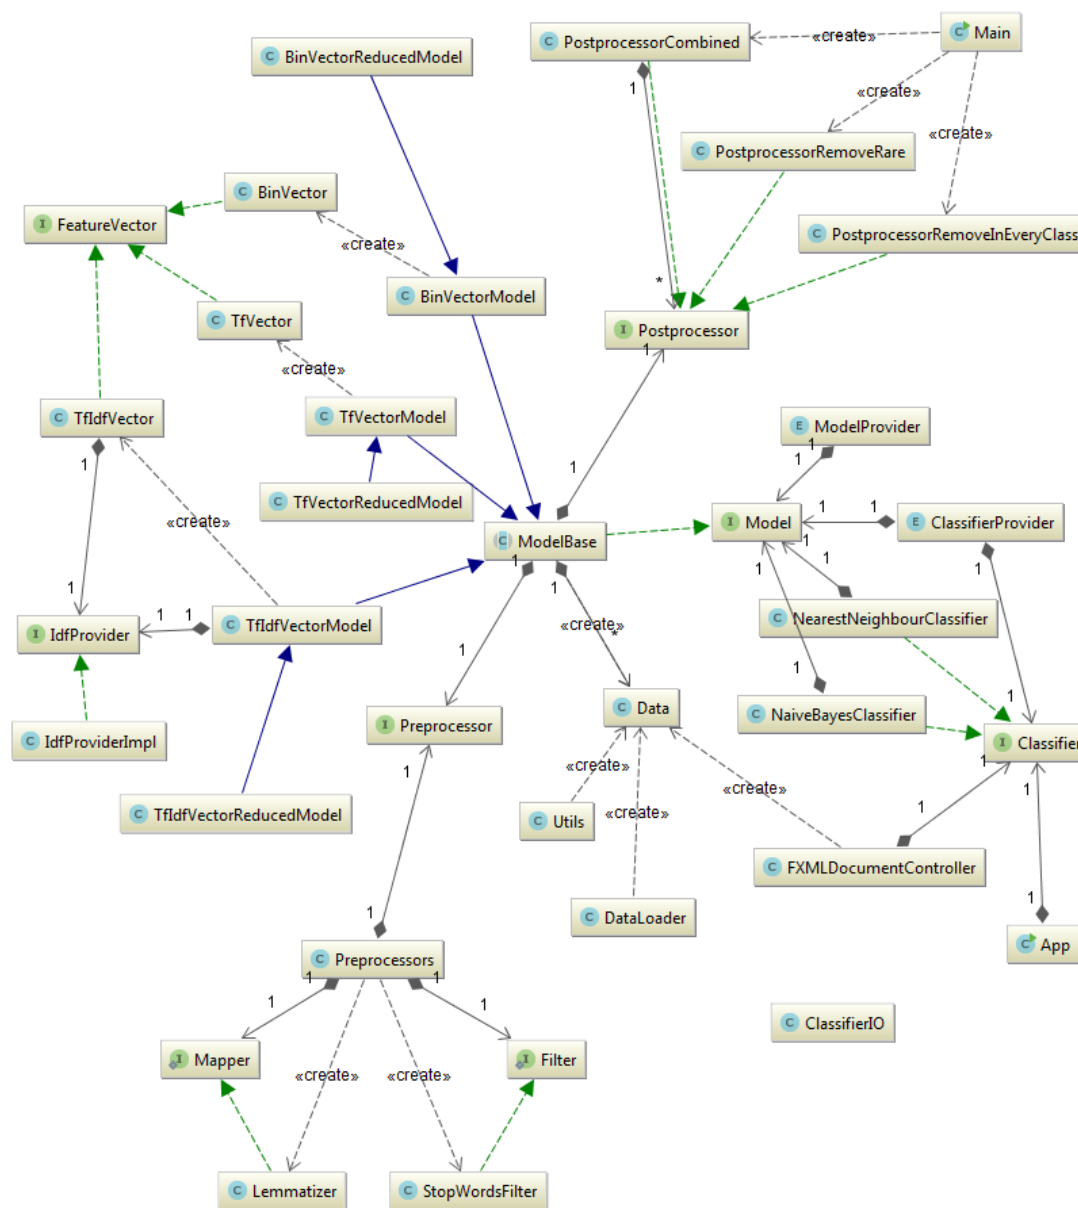 C PostprocessorCombined
«create»
C Main
C BinVectorReducedModel
1
«create»
C PostprocessorRemoveRare
«create»
C BinVector
I FeatureVector
C PostprocessorRemoveInEveryClass
«create»
*
C BinVectorModel
C TfVector
I Postprocessor
1
«create»
C TfIdfVector
C TfVectorModel
E ModelProvider
1
1
1
1
C TfVectorReducedModel
I Model
1
1
E ClassifierProvider
«create»
C ModelBase
1
1
1
1
1
1
1
1
1
C TfIdfVectorModel
C NearestNeighbourClassifier
I IdfProvider
«create»
*
1
1
1
C Data
C NaiveBayesClassifier
I Preprocessor
C IdfProviderImpl
1
I Classifier
1
1
«create»
«create»
1
C TfIdfVectorReducedModel
C Utils
«create»
1
C FXMLDocumentController
1
C DataLoader
1
C App
C Preprocessors
1
1
1
1
C ClassifierIO
I Mapper
I Filter
«create»
«create»
C Lemmatizer
C StopWordsFilter